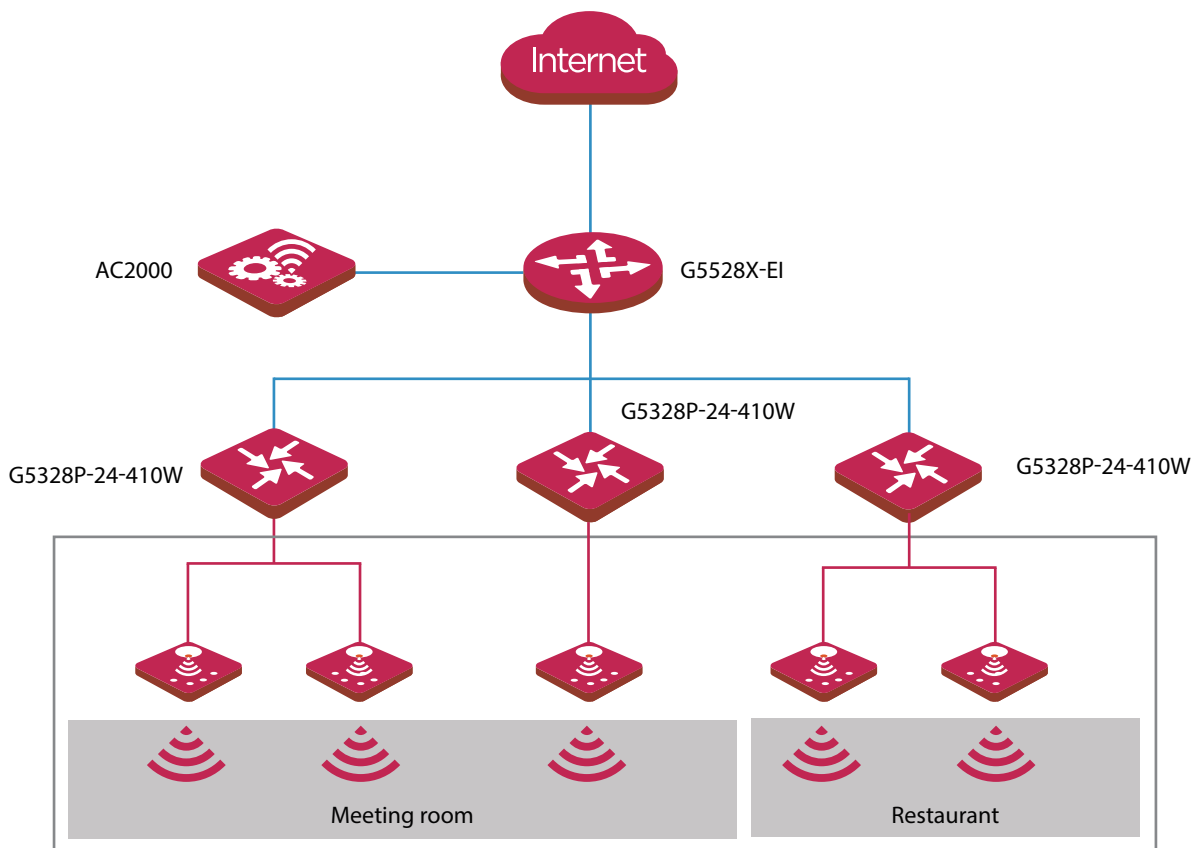 Internet
AC2000
G5528X-EI
G5328P-24-410W
G5328P-24-410W
G5328P-24-410W
Meeting room
Restaurant